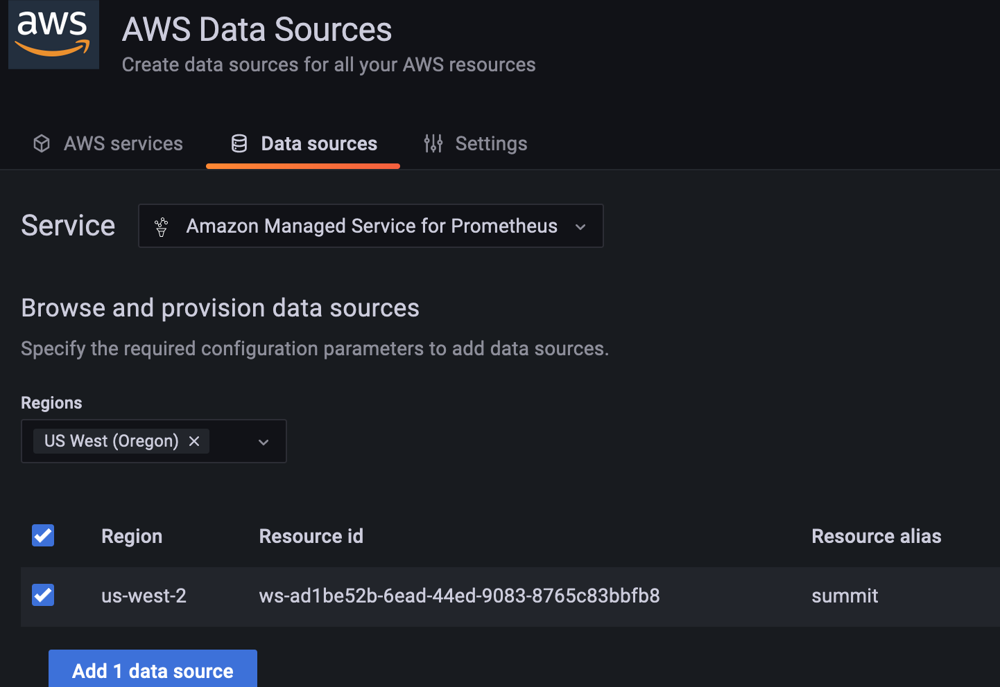 aws
AWS Data Sources
Create data sources for all your AWS resources
AWS services Data sources Settings
Service Amazon Managed Service for Prometheus
Browse and provision data sources
Specify the required configuration parameters to add data sources.
Regions
US West (Oregon)
Region Resource id Resource alias
us-west-2 ws-ad1be52b-6ead-44ed-9083-8765c83bbfb8 summit
Add 1 data source